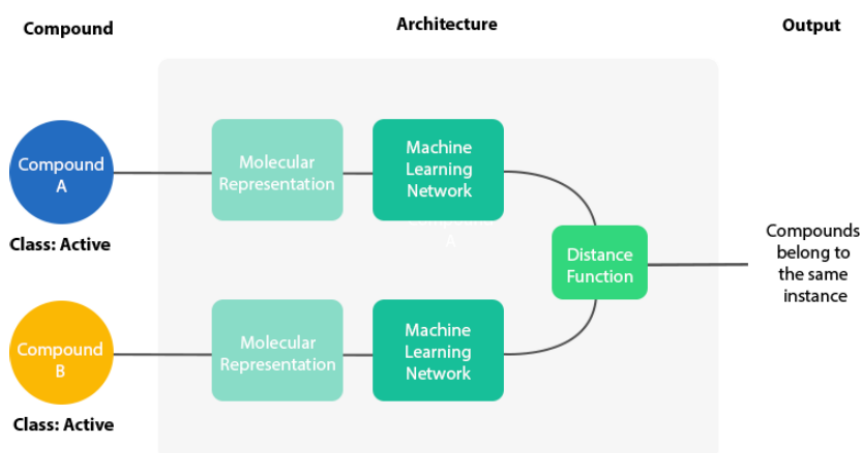 Compound
Architecture
Output
Compound
A
Class: Active
Molecular
Representation
Machine
Learning
Network
Compound
A
Distance
Function
Compounds
belong to
the same
instance
Compound
B
Class: Active
Molecular
Representation
Machine
Learning
Network